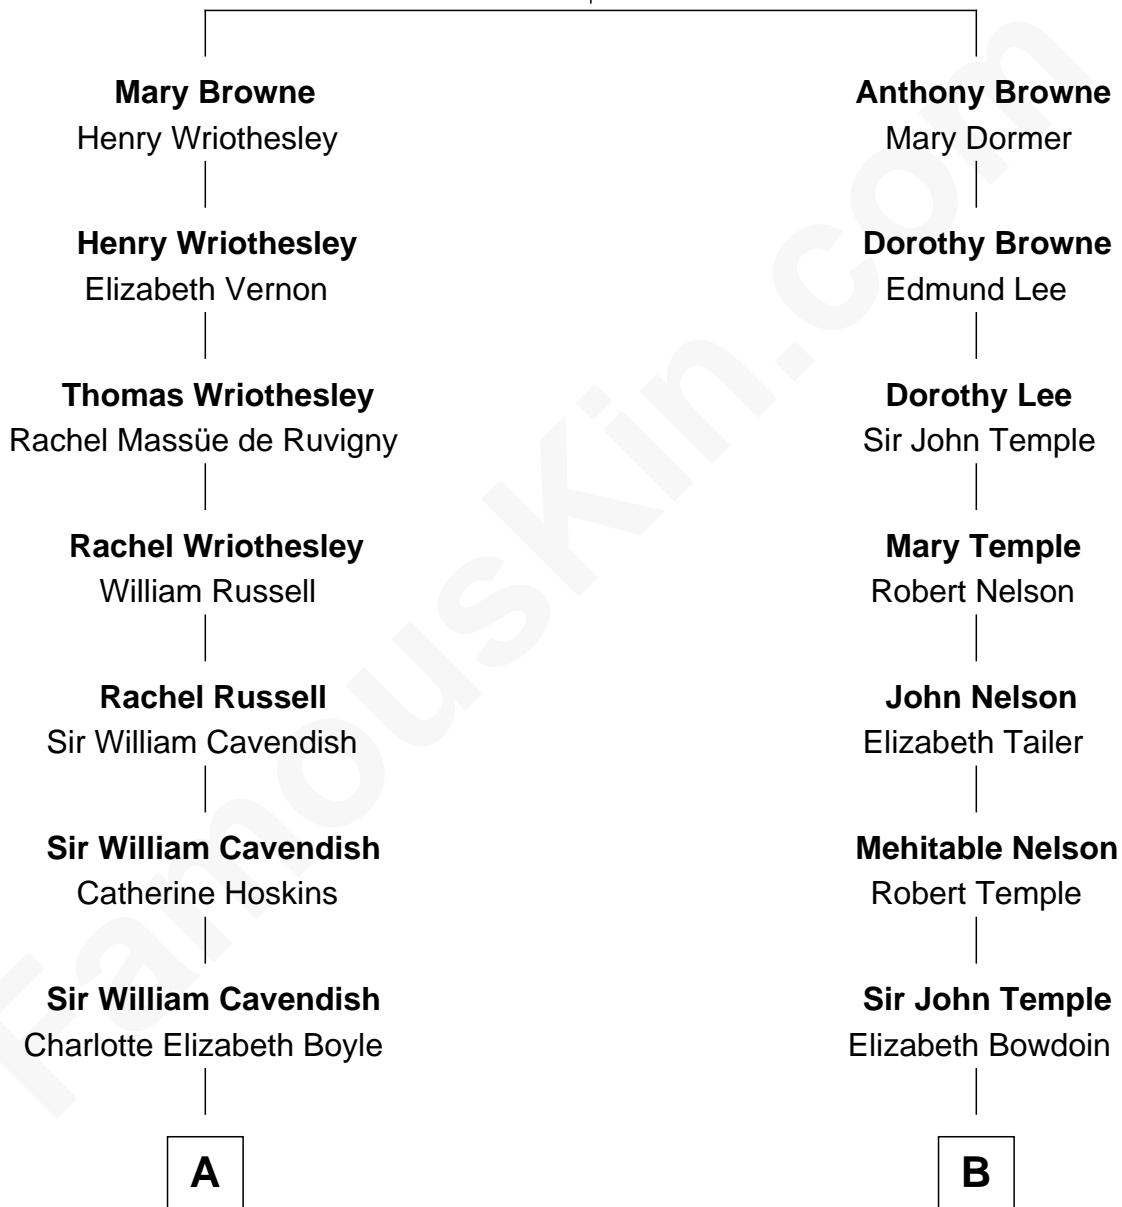 Mary Browne
Henry Wriothesley
Henry Wriothesley
Elizabeth Vernon
Thomas Wriothesley
Rachel Massüe de Ruvigny
Rachel Wriothesley
William Russell
Rachel Russell
Sir William Cavendish
Sir William Cavendish
Catherine Hoskins
Sir William Cavendish
Charlotte Elizabeth Boyle
A
Anthony Browne
Mary Dormer
Dorothy Browne
Edmund Lee
Dorothy Lee
Sir John Temple
Mary Temple
Robert Nelson
John Nelson
Elizabeth Tailer
Mehitable Nelson
Robert Temple
Sir John Temple
Elizabeth Bowdoin
B
FamousKin.com